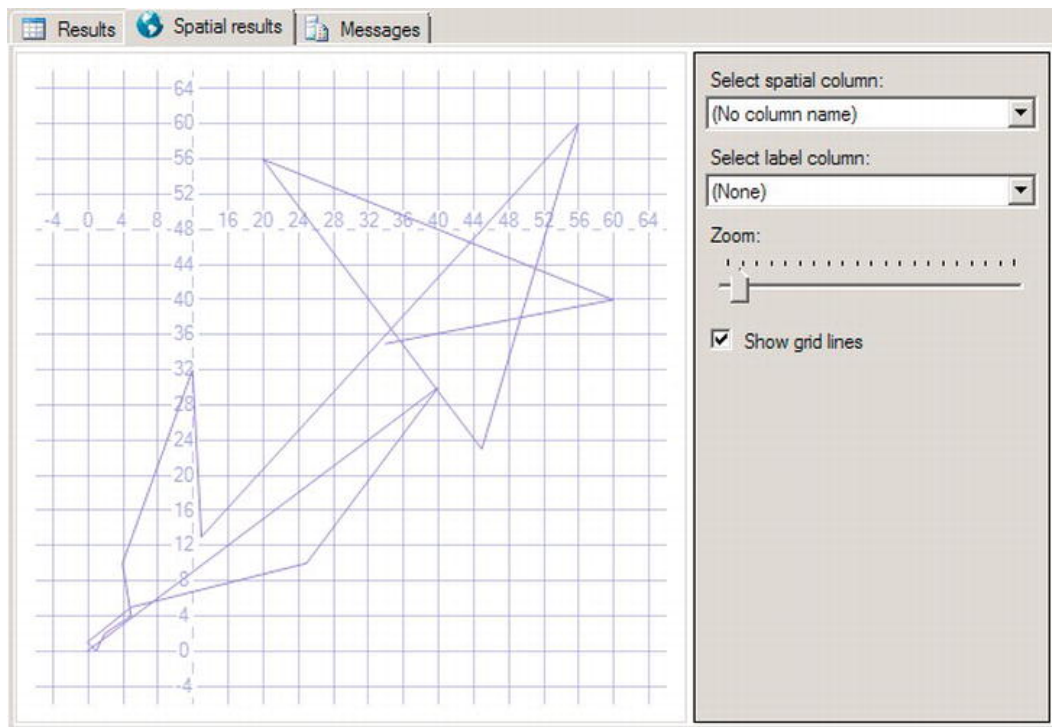 Results
Spatial results
Messages
64
60
56
52
-4 0 4 8 16 20 24 28 32 36 40 44 48 52 56 60 64
48
44
40
36
32
28
24
20
16
12
8
4
0
-4
Select spatial column:
(No column name)
Select label column:
(None)
Zoom:
Show grid lines